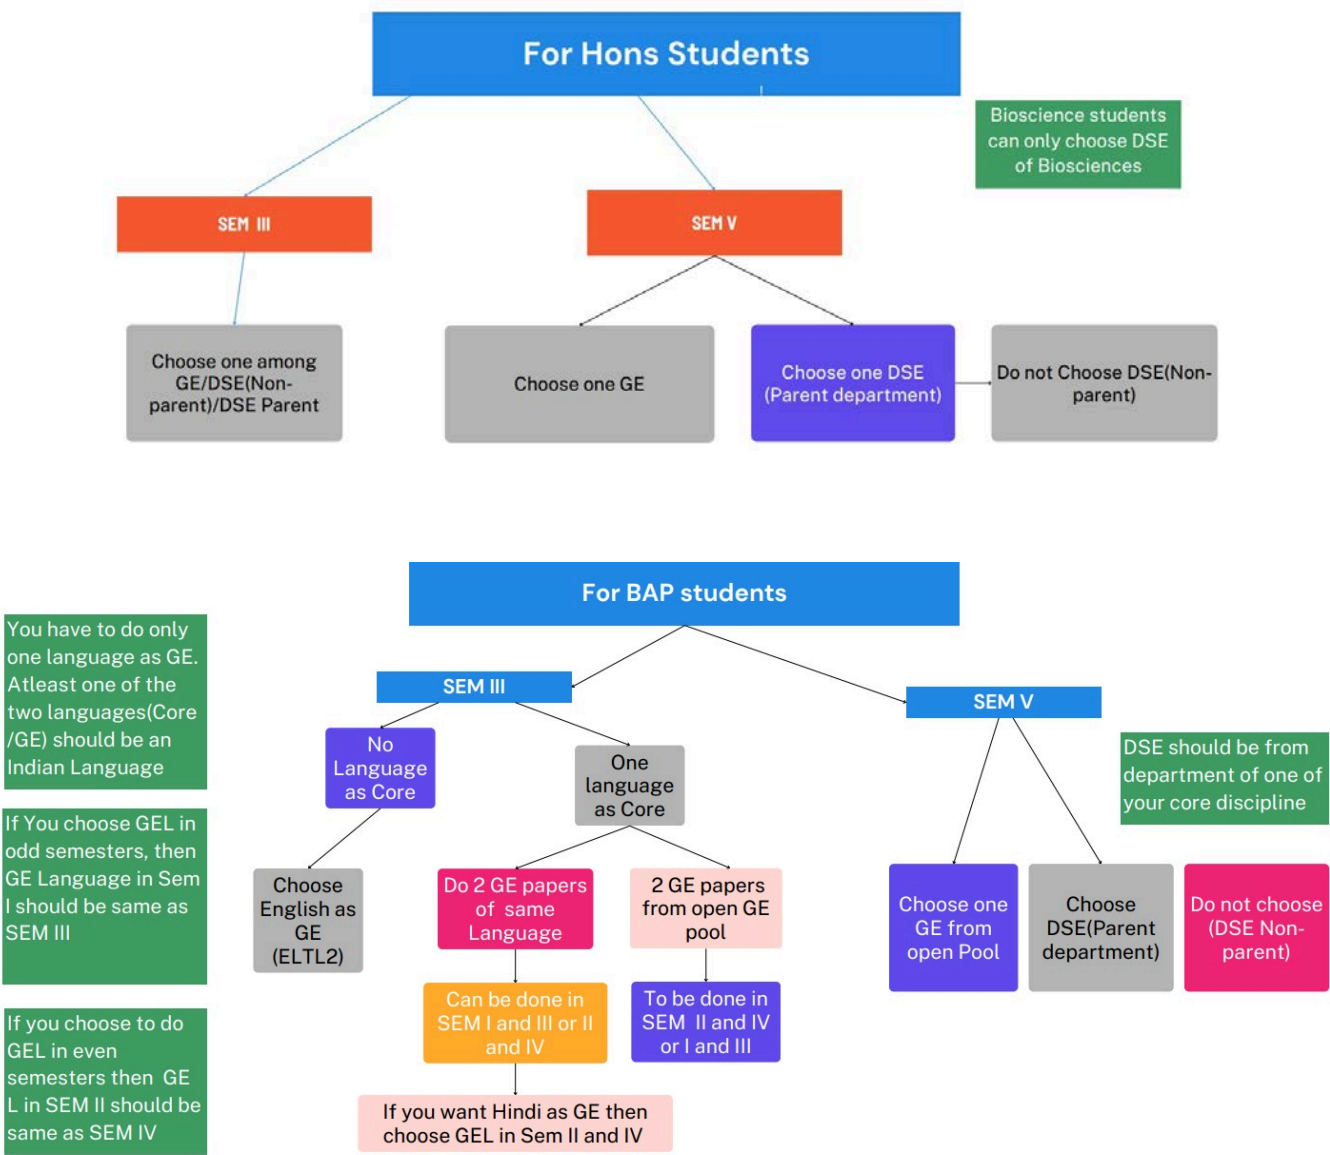 For Hons Students
Bioscience students
can only choose DSE
of Biosciences
SEM III
SEM V
Choose one among
GE/DSE(Non-
parent)/DSE Parent
Choose one GE
Choose one DSE
(Parent department)
Do not Choose DSE(Non-
parent)
For BAP students
You have to do only
one language as GE.
Atleast one of the
two languages(Core
/GE) should be an
Indian Language
SEM III
SEM V
No
Language
as Core
One
language
as Core
DSE should be from
department of one of
your core discipline
If You choose GEL in
odd semesters, then
GE Language in Sem
I should be same as
SEM III
Choose
English as
GE
(ELTL2)
Do 2 GE papers
of same
Language
2 GE papers
from open GE
pool
Choose one
GE from
open Pool
Choose
DSE(Parent
department)
Do not choose
(DSE Non-
parent)
Can be done in
SEM I and III or II
and IV
To be done in
SEM II and IV
or I and III
If you choose to do
GEL in even
semesters then GE
L in SEM II should be
same as SEM IV
If you want Hindi as GE then
choose GEL in Sem II and IV